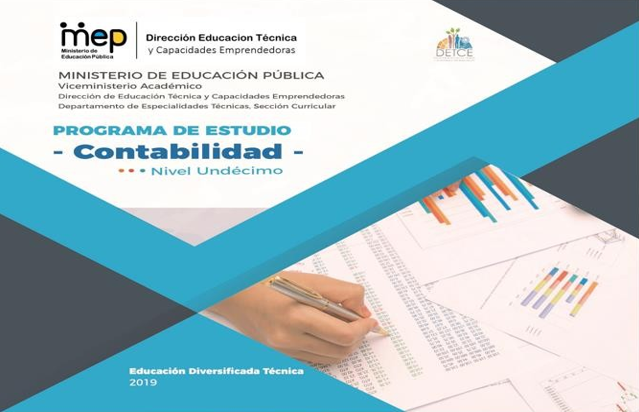 mep
Ministerio de
Educación Pública
Dirección Educacion Técnica
y Capacidades Emprendedoras
DETCE
MINISTERIO DE EDUCACIÓN PÚBLICA
Viceministerio Académico
Dirección de Educación Técnica y Capacidades Emprendedoras
Departamento de Especialidades Técnicas, Sección Curricular
PROGRAMA DE ESTUDIO
- Contabilidad -
Nivel Undécimo
Educación Diversificada Técnica
2019